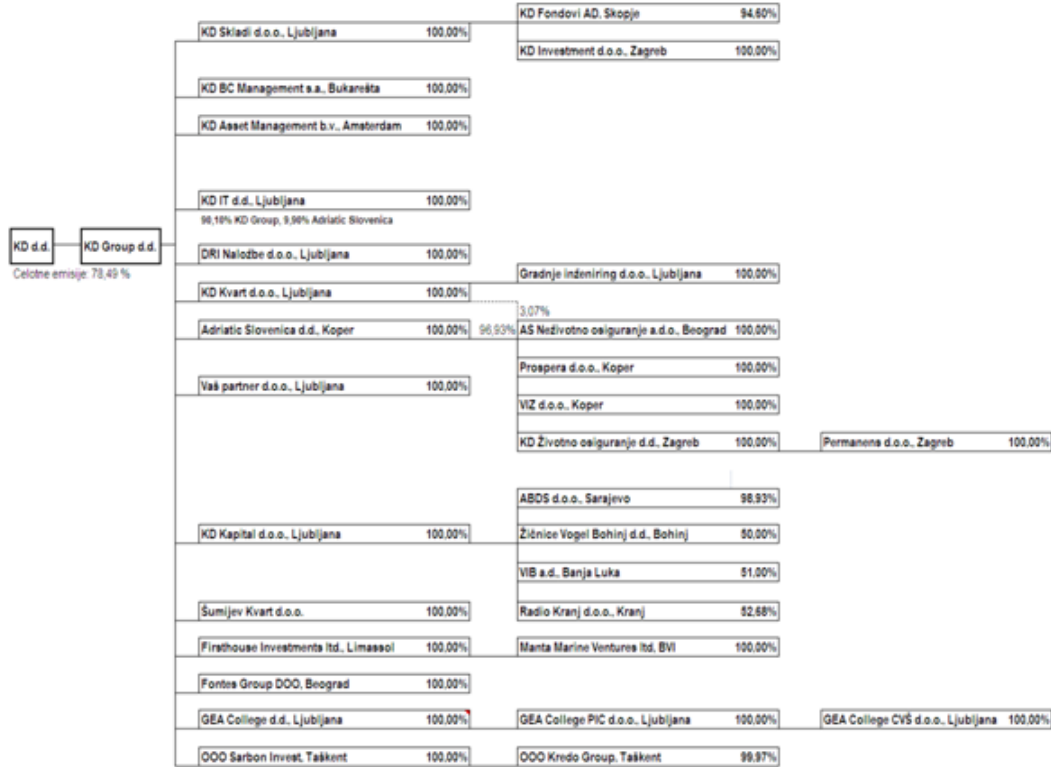 KD Fondovi AD, Skopje 94,60%
KD Skladi d.o.o., Ljubljana 100,00%
KD Investment d.o.o., Zagreb 100,00%
KD BC Management s.a., Bukarešta 100,00%
KD Asset Management b.v., Amsterdam 100,00%
KD IT d.d., Ljubljana 100,00%
90,10% KD Group, 9,90% Adriatic Slovenica
KD d.d.
KD Group d.d.
Celotne emisije: 78,49 %
DRI Naložbe d.o.o., Ljubljana 100,00%
Gradnje inženiring d.o.o., Ljubljana 100,00%
KD Kvart d.o.o., Ljubljana 100,00%
3,07%
Adriatic Slovenica d.d., Koper 100,00%
96,93%
AS Neživotno osiguranje a.d.o., Beograd 100,00%
Prospera d.o.o., Koper 100,00%
Vaš partner d.o.o., Ljubljana 100,00%
VIZ d.o.o., Koper 100,00%
KD Životno osiguranje d.d., Zagreb 100,00%
Permanens d.o.o., Zagreb 100,00%
ABDS d.o.o., Sarajevo 98,93%
KD Kapital d.o.o., Ljubljana 100,00%
Žičnice Vogel Bohinj d.d., Bohinj 50,00%
VIB a.d., Banja Luka 51,00%
Šumijev Kvart d.o.o. 100,00%
Radio Kranj d.o.o., Kranj 52,68%
Firsthouse Investments ltd., Limassol 100,00%
Manta Marine Ventures ltd, BVI 100,00%
Fontes Group DOO, Beograd 100,00%
GEA College d.d., Ljubljana 100,00%
GEA College PIC d.o.o., Ljubljana 100,00%
GEA College CVŠ d.o.o., Ljubljana 100,00%
OOO Sarbon Invest, Taškent 100,00%
OOO Kredo Group, Taškent 99,97%